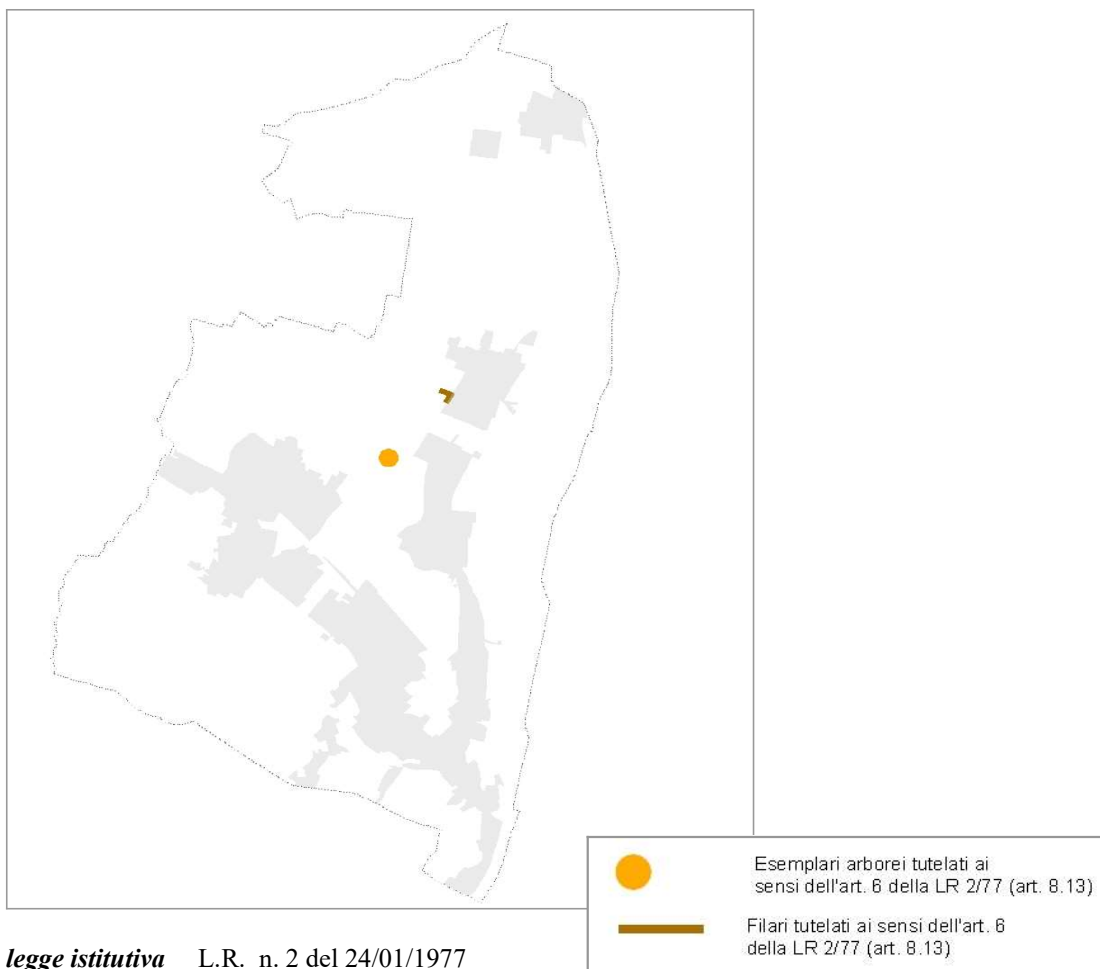 Esemplari arborei tutelati ai
sensi dell'art. 6 della LR 2/77 (art. 8.13)
Filari tutelati ai sensi dell'art. 6
della LR 2/77 (art. 8.13)
legge istitutiva L.R. n. 2 del 24/01/1977